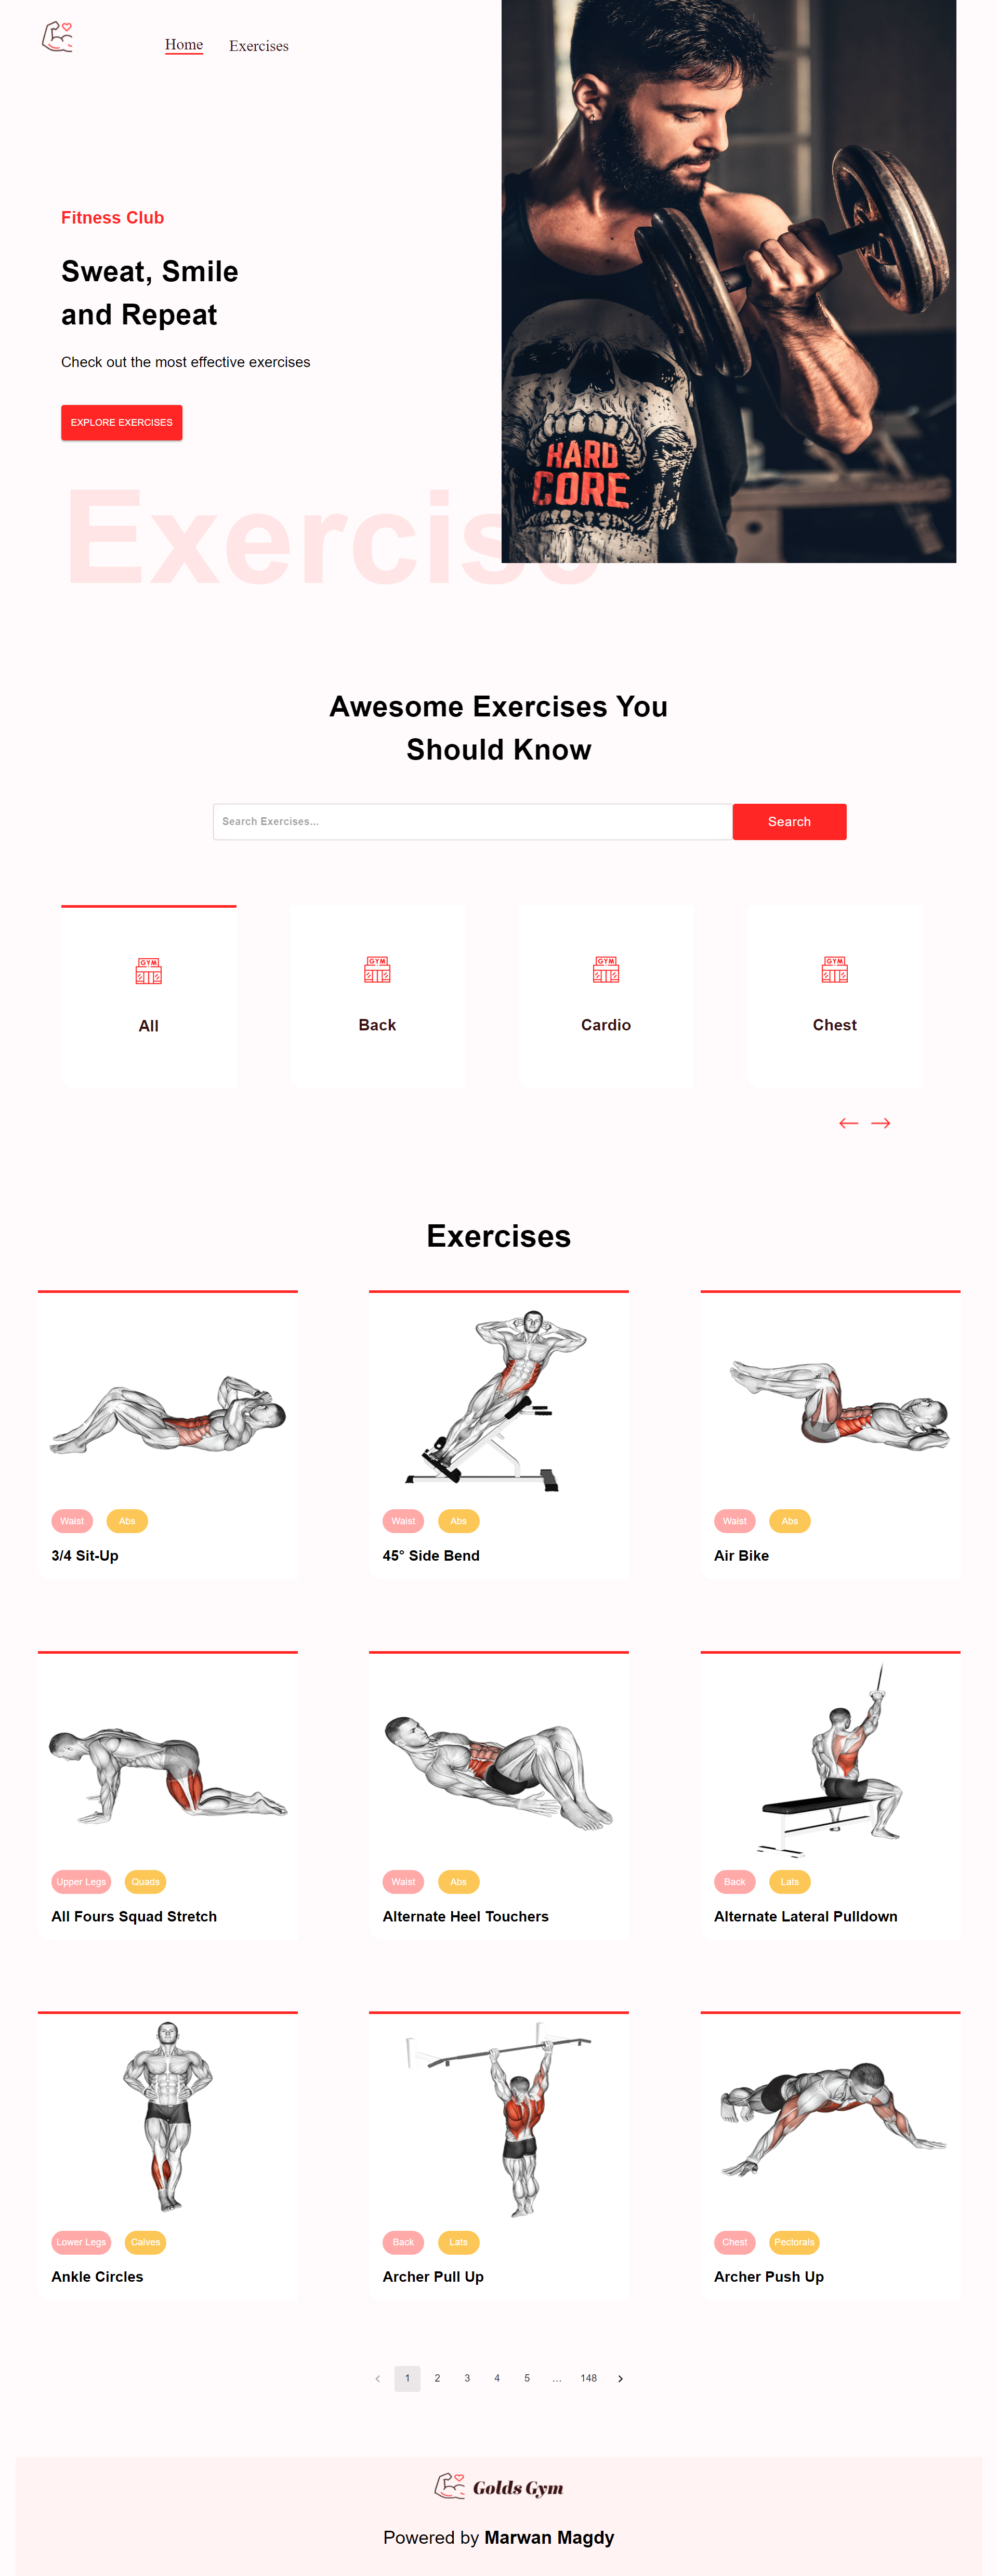 Home
Exercises
Fitness Club
Sweat, Smile
and Repeat
Check out the most effective exercises
EXPLORE EXERCISES
HARD
CORE
Exercise
Awesome Exercises You
Should Know
Search Exercises...
Search
GYM
All
GYM
Back
GYM
Cardio
GYM
Chest
Exercises
Waist
Abs
3/4 Sit-Up
Waist
Abs
45° Side Bend
Waist
Abs
Air Bike
Upper Legs
Quads
All Fours Squad Stretch
Waist
Abs
Alternate Heel Touchers
Back
Lats
Alternate Lateral Pulldown
Lower Legs
Calves
Ankle Circles
Back
Lats
Archer Pull Up
Chest
Pectorals
Archer Push Up
1 2 3 4 5 … 148
Golds Gym
Powered by Marwan Magdy